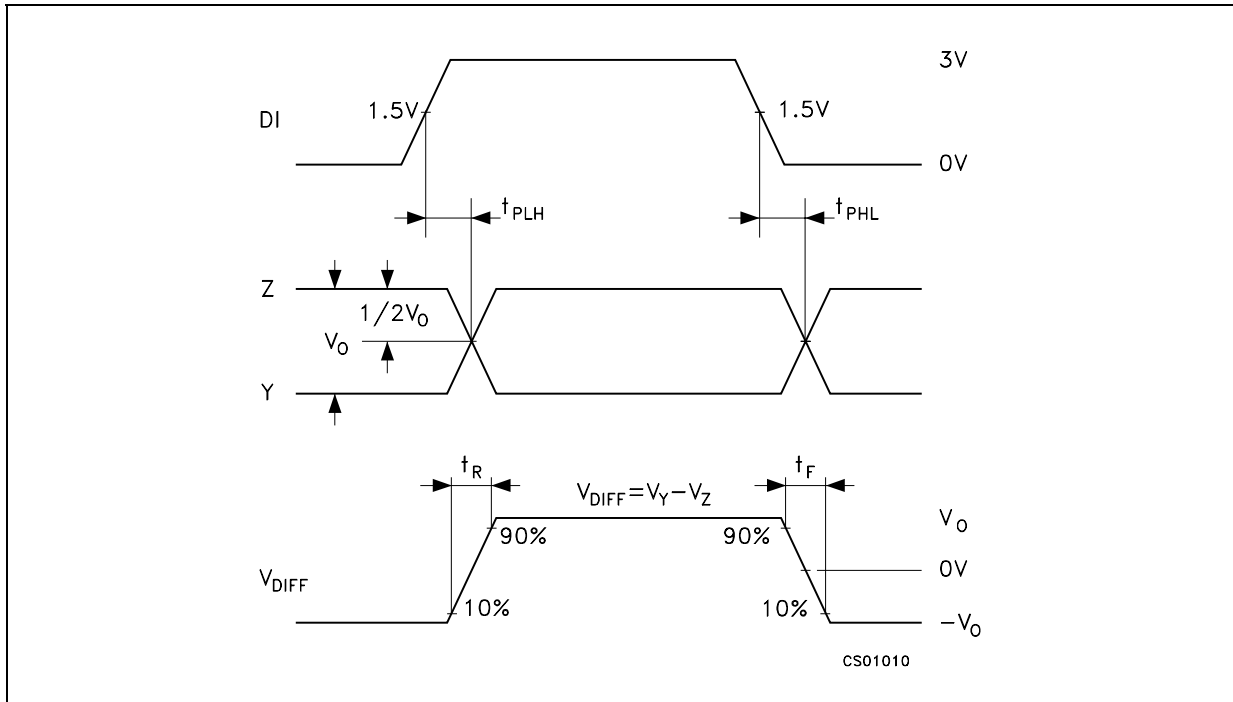 3V
1.5V
1.5V
DI
0V
tPLH
tPHL
Z
1/2VO
VO
Y
tR
tF
VDIFF=VY−VZ
VO
90%
90%
0V
VDIFF
10%
10%
−VO
CS01010